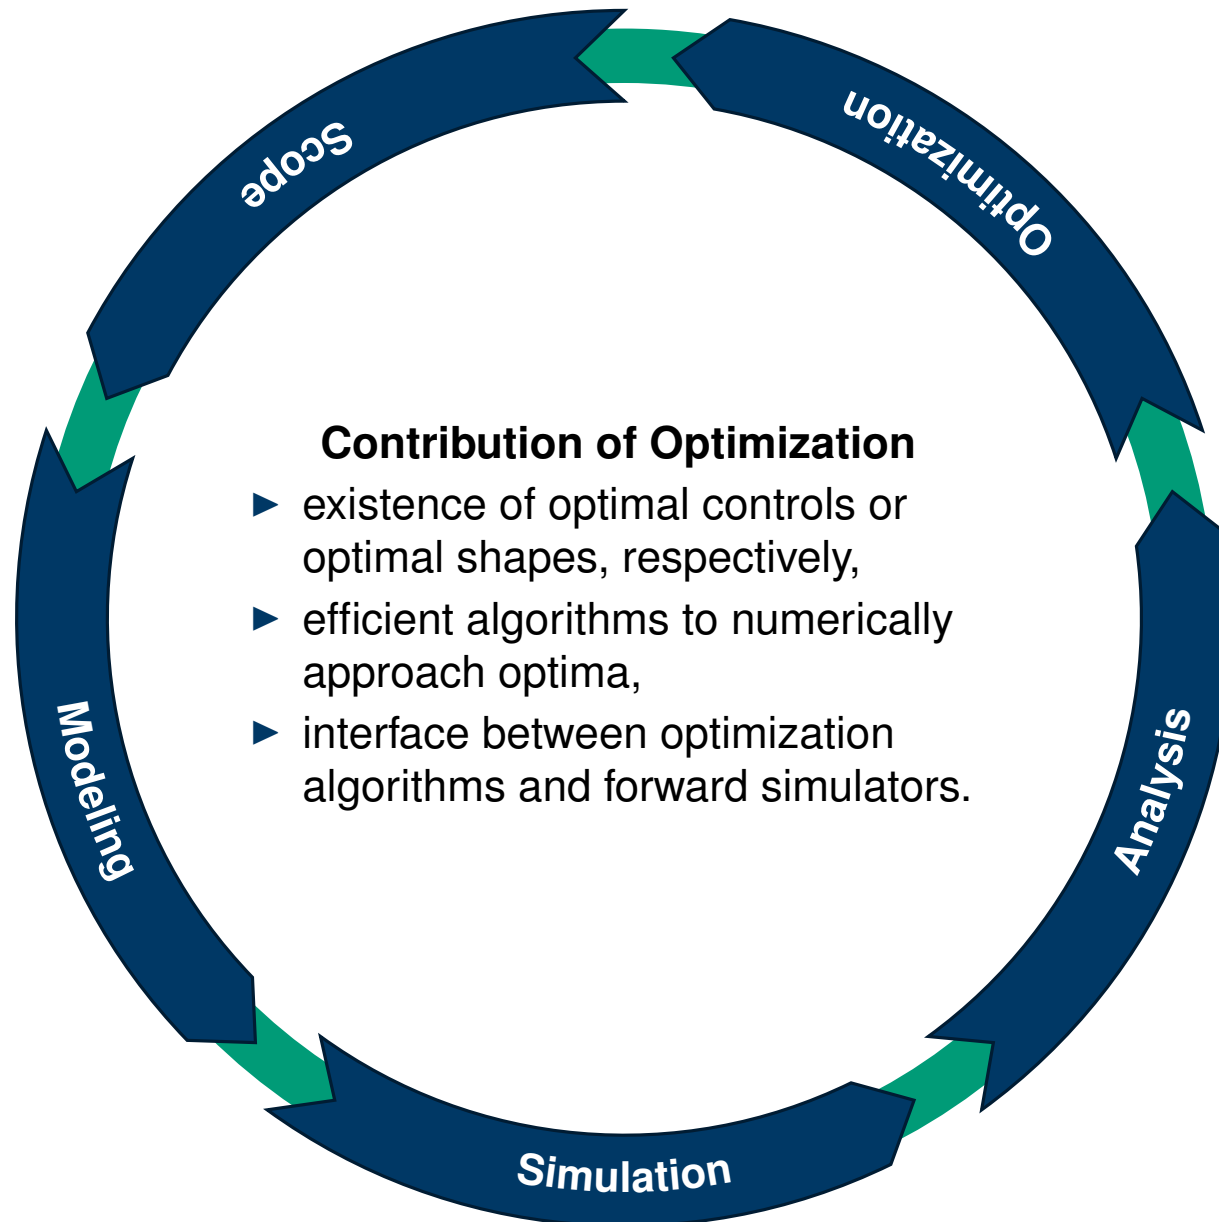 Scope
Optimization
Contribution of Optimization
► existence of optimal controls or
optimal shapes, respectively,
► efficient algorithms to numerically
approach optima,
► interface between optimization
algorithms and forward simulators.
Modeling
Analysis
Simulation